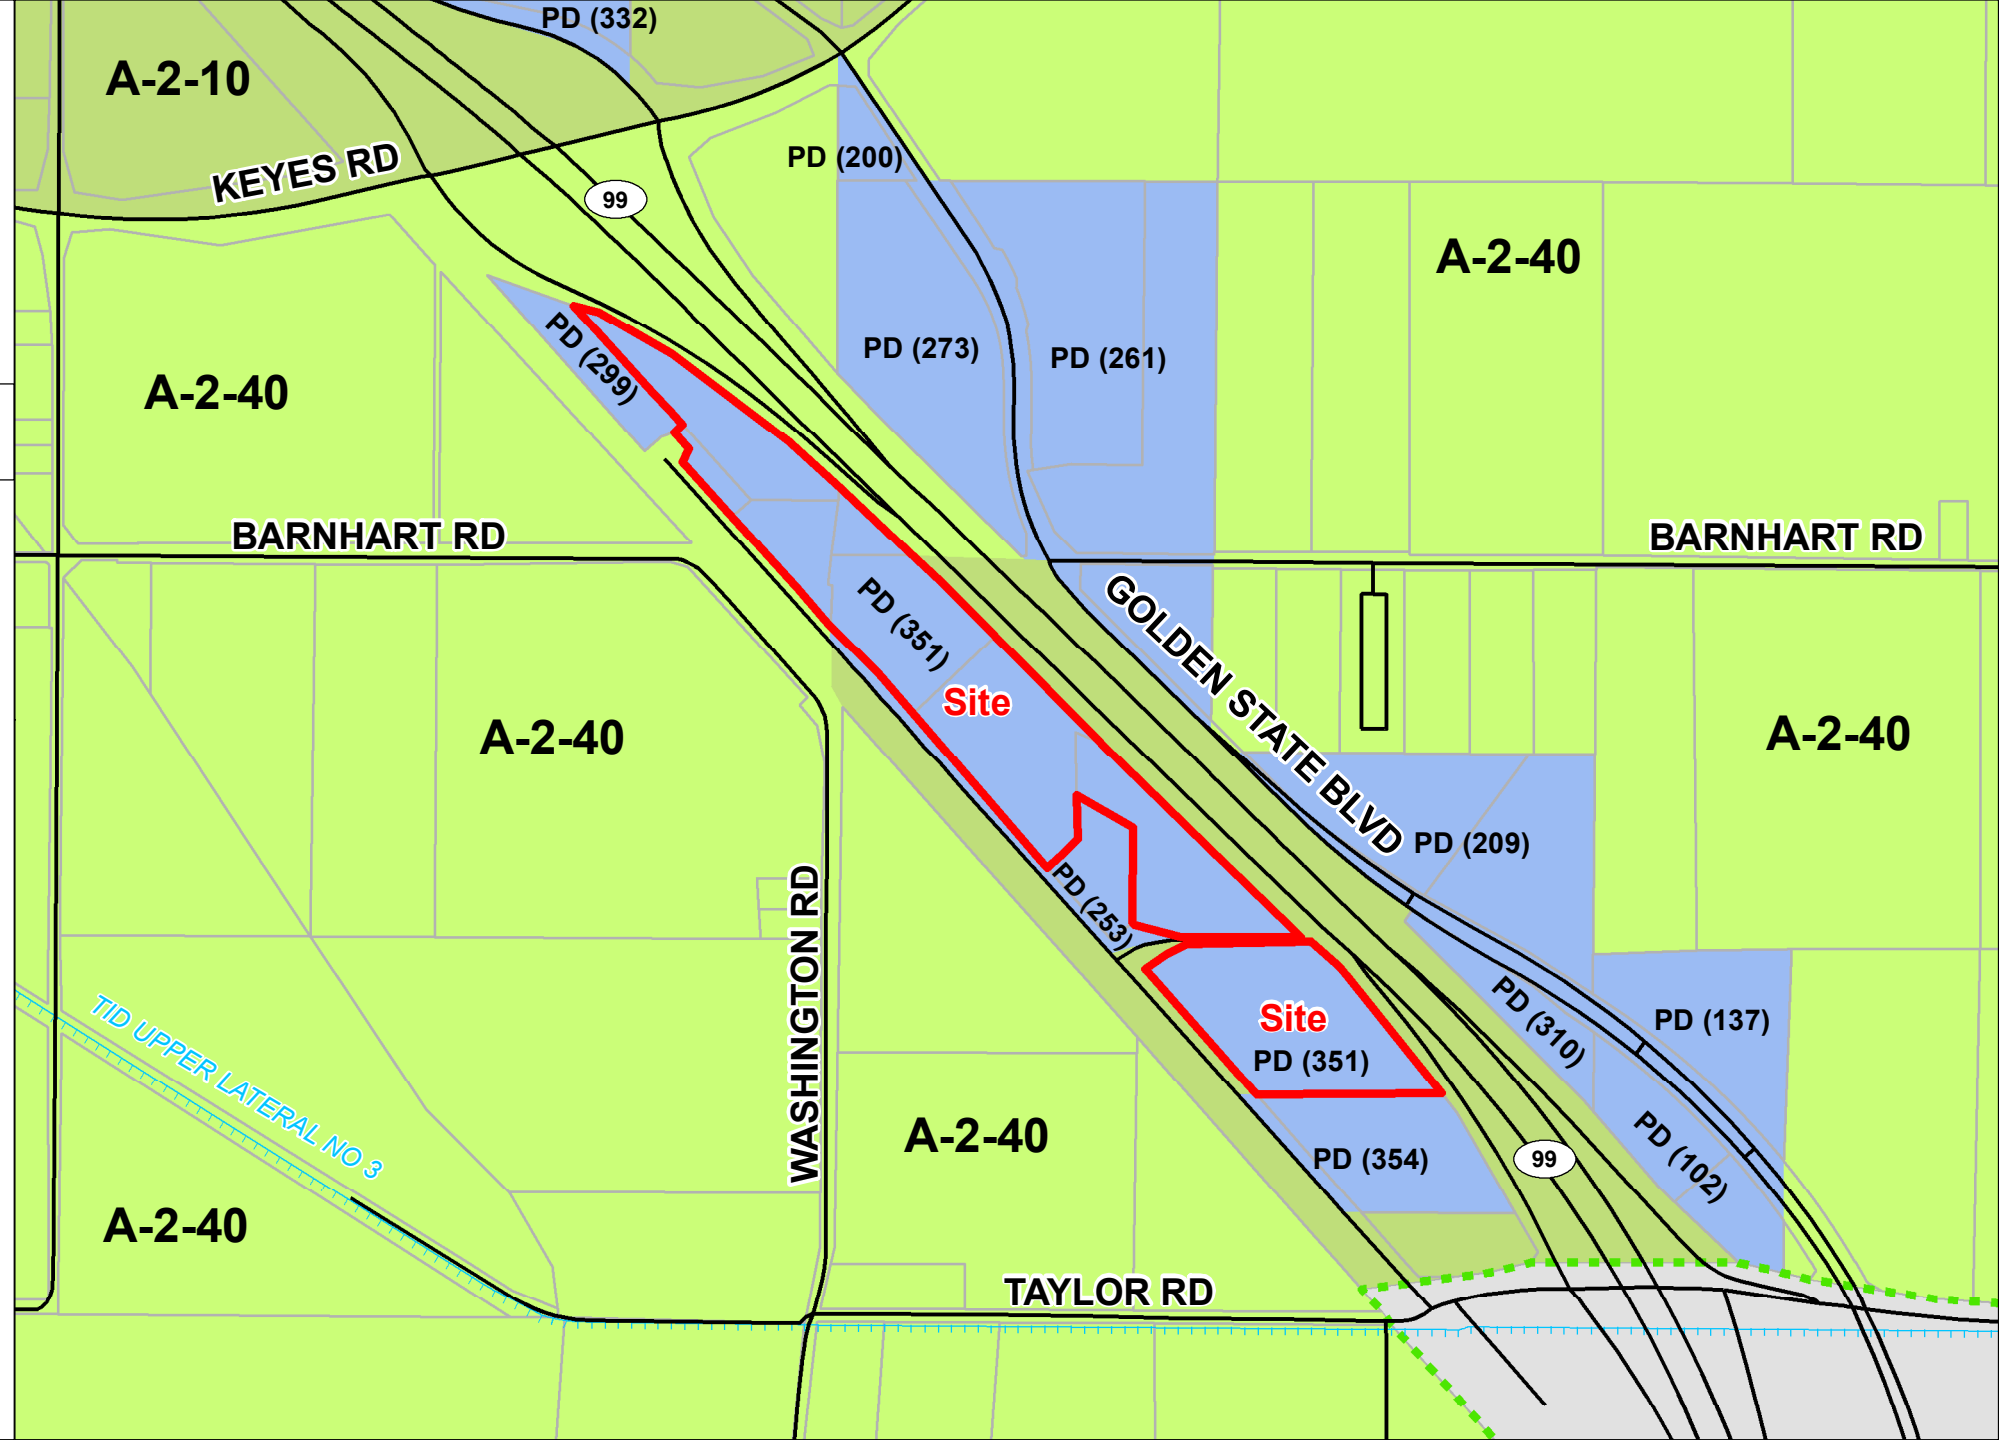 PD (332)
A-2-10
KEYES RD
99
PD (200)
A-2-40
PD (299)
PD (273)
PD (261)
A-2-40
BARNHART RD
BARNHART RD
PD (351)
Site
GOLDEN STATE BLVD
A-2-40
A-2-40
PD (209)
PD (253)
WASHINGTON RD
TID UPPER LATERAL NO 3
Site
PD (351)
PD (310)
PD (137)
A-2-40
PD (354)
99
PD (102)
A-2-40
TAYLOR RD